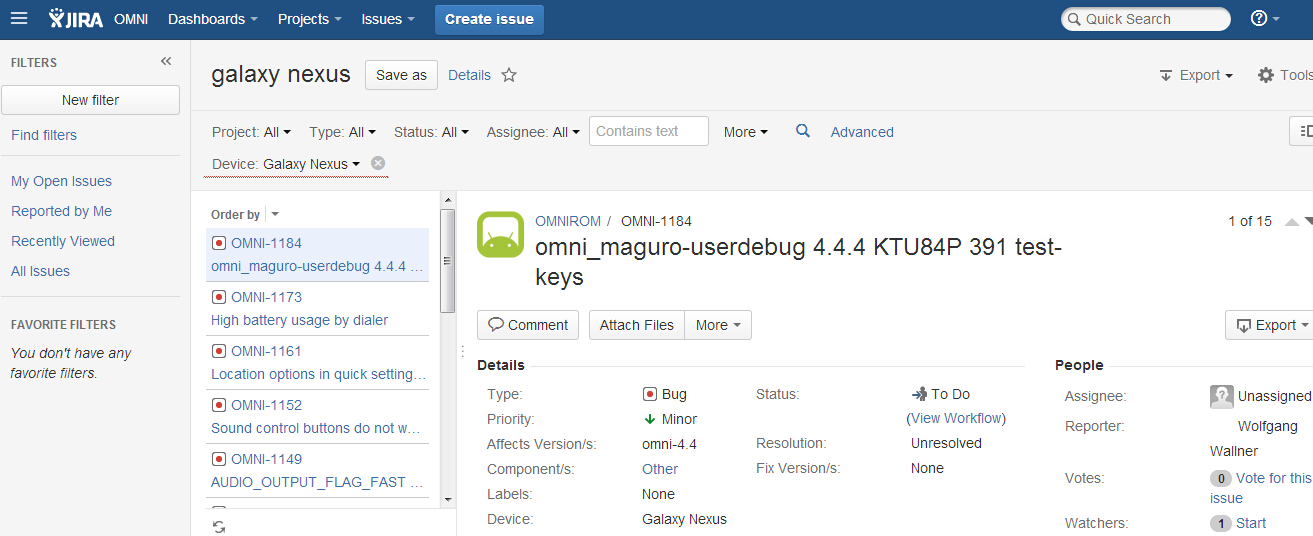 JIRA OMNI Dashboards Projects Issues Create issue Quick Search
FILTERS
New filter
Find filters
My Open Issues
Reported by Me
Recently Viewed
All Issues
FAVORITE FILTERS
You don't have any
favorite filters.
galaxy nexus Save as Details Export Tools
Project: All Type: All Status: All Assignee: All Contains text More Advanced
Device: Galaxy Nexus
Order by
OMNI-1184
omni_maguro-userdebug 4.4.4 ...
OMNI-1173
High battery usage by dialer
OMNI-1161
Location options in quick setting...
OMNI-1152
Sound control buttons do not w...
OMNI-1149
AUDIO_OUTPUT_FLAG_FAST ...
OMNIROM / OMNI-1184 1 of 15
omni_maguro-userdebug 4.4.4 KTU84P 391 test-
keys
Comment Attach Files More Export
Details
Type: Bug
Priority: Minor
Affects Version/s: omni-4.4
Component/s: Other
Labels: None
Device: Galaxy Nexus
Status: To Do
(View Workflow)
Resolution: Unresolved
Fix Version/s: None
People
Assignee: Unassigned
Reporter: Wolfgang
Wallner
Votes: 0 Vote for this
issue
Watchers: 1 Start